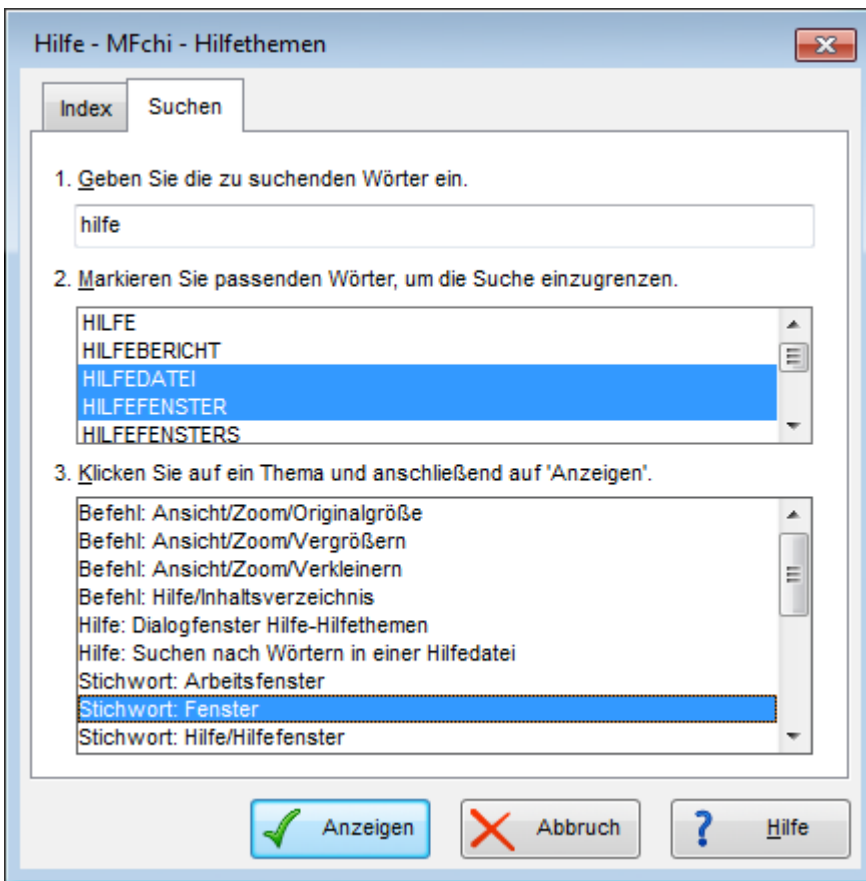 Hilfe - MFchi - Hilfethemen
Index Suchen
1. Geben Sie die zu suchenden Wörter ein.
hilfe
2. Markieren Sie passenden Wörter, um die Suche einzugrenzen.
HILFE
HILFEBERICHT
HILFEDATEI
HILFEFENSTER
HILFEFENSTERS
3. Klicken Sie auf ein Thema und anschließend auf 'Anzeigen'.
Befehl: Ansicht/Zoom/Originalgröße
Befehl: Ansicht/Zoom/Vergrößern
Befehl: Ansicht/Zoom/Verkleinern
Befehl: Hilfe/Inhaltsverzeichnis
Hilfe: Dialogfenster Hilfe-Hilfethemen
Hilfe: Suchen nach Wörtern in einer Hilfedatei
Stichwort: Arbeitsfenster
Stichwort: Fenster
Stichwort: Hilfe/Hilfefenster
Anzeigen Abbruch ? Hilfe